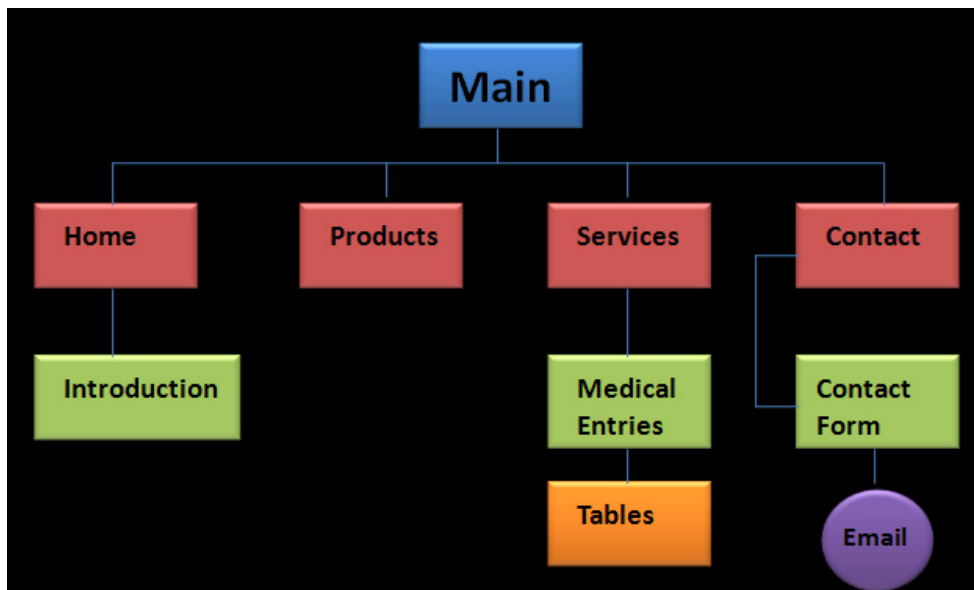 Main
Home
Products
Services
Contact
Introduction
Medical
Entries
Contact
Form
Tables
Email